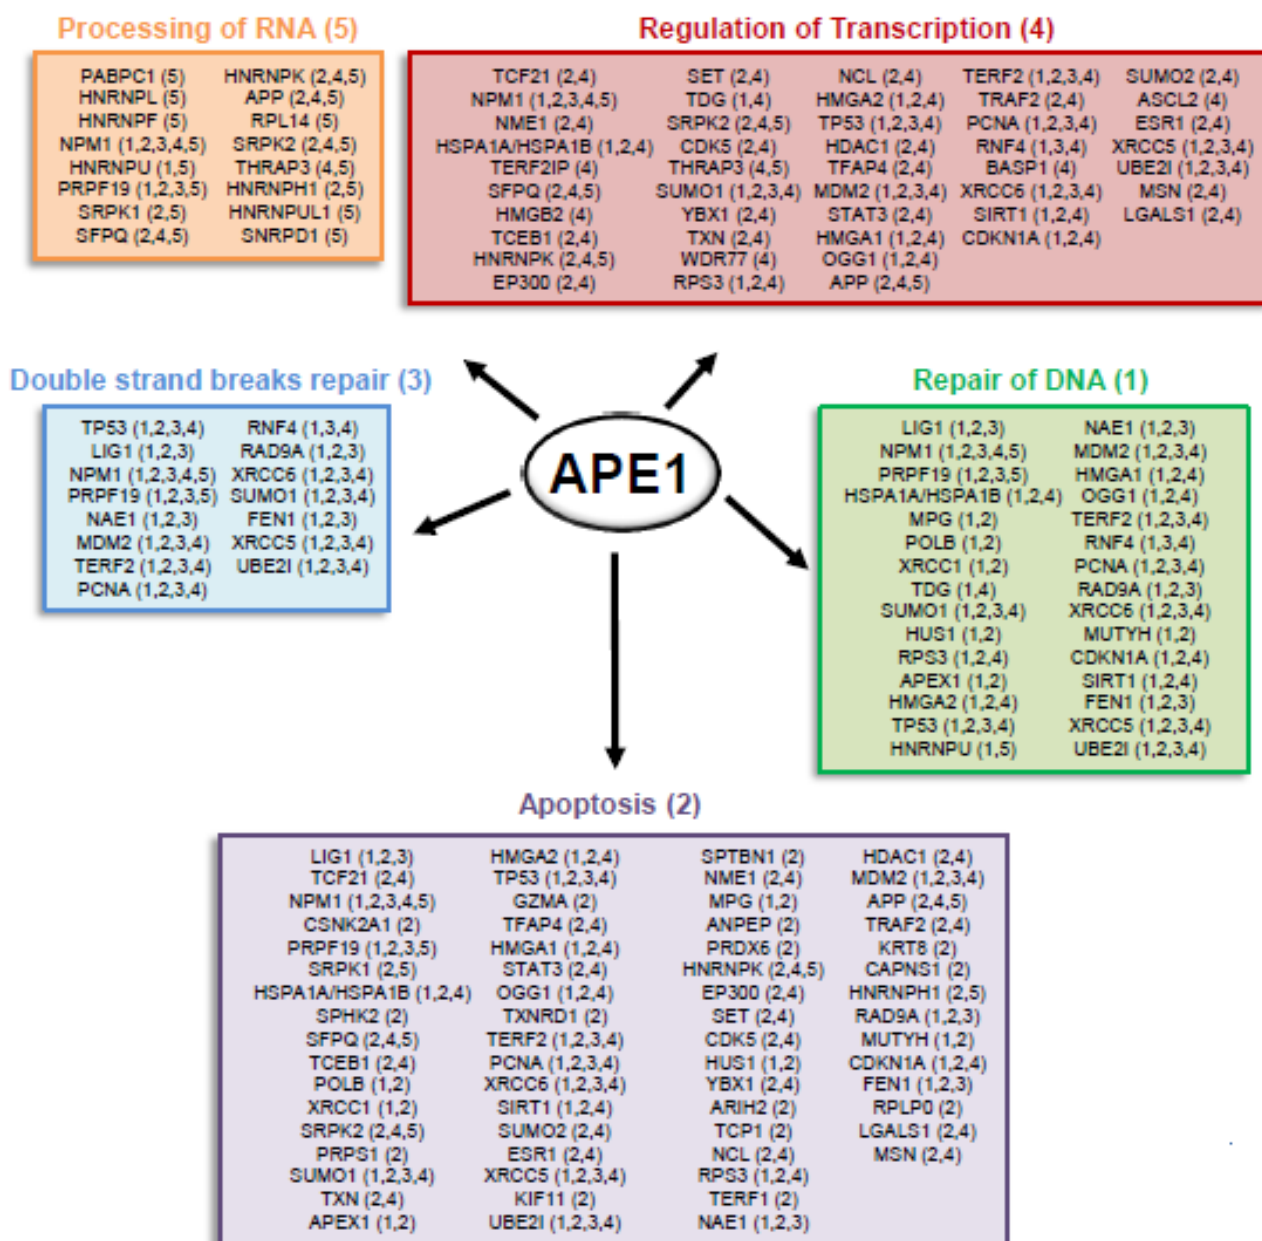 Processing of RNA (5)
PABPC1 (5) HNRNPK (2,4,5)
HNRNPL (5) APP (2,4,5)
HNRNPF (5) RPL14 (5)
NPM1 (1,2,3,4,5) SRPK2 (2,4,5)
HNRNPU (1,5) THRAP3 (4,5)
PRPF19 (1,2,3,5) HNRNPH1 (2,5)
SRPK1 (2,5) HNRNPUL1 (5)
SFPQ (2,4,5) SNRPD1 (5)
Regulation of Transcription (4)
TCF21 (2,4) SET (2,4) NCL (2,4) TERF2 (1,2,3,4) SUMO2 (2,4)
NPM1 (1,2,3,4,5) TDG (1,4) HMGA2 (1,2,4) TRAF2 (2,4) ASCL2 (4)
NME1 (2,4) SRPK2 (2,4,5) TP53 (1,2,3,4) PCNA (1,2,3,4) ESR1 (2,4)
HSPA1A/HSPA1B (1,2,4) CDK5 (2,4) HDAC1 (2,4) RNF4 (1,3,4) XRCC5 (1,2,3,4)
TERF2IP (4) THRAP3 (4,5) TFAP4 (2,4) BASP1 (4) UBE2I (1,2,3,4)
SFPQ (2,4,5) SUMO1 (1,2,3,4) MDM2 (1,2,3,4) XRCC6 (1,2,3,4) MSN (2,4)
HMGB2 (4) YBX1 (2,4) STAT3 (2,4) SIRT1 (1,2,4) LGALS1 (2,4)
TCEB1 (2,4) TXN (2,4) HMGA1 (1,2,4) CDKN1A (1,2,4)
HNRNPK (2,4,5) WDR77 (4) OGG1 (1,2,4)
EP300 (2,4) RPS3 (1,2,4) APP (2,4,5)
Double strand breaks repair (3)
TP53 (1,2,3,4) RNF4 (1,3,4)
LIG1 (1,2,3) RAD9A (1,2,3)
NPM1 (1,2,3,4,5) XRCC6 (1,2,3,4)
PRPF19 (1,2,3,5) SUMO1 (1,2,3,4)
NAE1 (1,2,3) FEN1 (1,2,3)
MDM2 (1,2,3,4) XRCC5 (1,2,3,4)
TERF2 (1,2,3,4) UBE2I (1,2,3,4)
PCNA (1,2,3,4)
APE1
Repair of DNA (1)
LIG1 (1,2,3) NAE1 (1,2,3)
NPM1 (1,2,3,4,5) MDM2 (1,2,3,4)
PRPF19 (1,2,3,5) HMGA1 (1,2,4)
HSPA1A/HSPA1B (1,2,4) OGG1 (1,2,4)
MPG (1,2) TERF2 (1,2,3,4)
POLB (1,2) RNF4 (1,3,4)
XRCC1 (1,2) PCNA (1,2,3,4)
TDG (1,4) RAD9A (1,2,3)
SUMO1 (1,2,3,4) XRCC6 (1,2,3,4)
HUS1 (1,2) MUTYH (1,2)
RPS3 (1,2,4) CDKN1A (1,2,4)
APEX1 (1,2) SIRT1 (1,2,4)
HMGA2 (1,2,4) FEN1 (1,2,3)
TP53 (1,2,3,4) XRCC5 (1,2,3,4)
HNRNPU (1,5) UBE2I (1,2,3,4)
Apoptosis (2)
LIG1 (1,2,3) HMGA2 (1,2,4) SPTBN1 (2) HDAC1 (2,4)
TCF21 (2,4) TP53 (1,2,3,4) NME1 (2,4) MDM2 (1,2,3,4)
NPM1 (1,2,3,4,5) GZMA (2) MPG (1,2) APP (2,4,5)
CSNK2A1 (2) TFAP4 (2,4) ANPEP (2) TRAF2 (2,4)
PRPF19 (1,2,3,5) HMGA1 (1,2,4) PRDX6 (2) KRT8 (2)
SRPK1 (2,5) STAT3 (2,4) HNRNPK (2,4,5) CAPNS1 (2)
HSPA1A/HSPA1B (1,2,4) OGG1 (1,2,4) EP300 (2,4) HNRNPH1 (2,5)
SPHK2 (2) TXNRD1 (2) SET (2,4) RAD9A (1,2,3)
SFPQ (2,4,5) TERF2 (1,2,3,4) CDK5 (2,4) MUTYH (1,2)
TCEB1 (2,4) PCNA (1,2,3,4) HUS1 (1,2) CDKN1A (1,2,4)
POLB (1,2) XRCC6 (1,2,3,4) YBX1 (2,4) FEN1 (1,2,3)
XRCC1 (1,2) SIRT1 (1,2,4) ARIH2 (2) RPLP0 (2)
SRPK2 (2,4,5) SUMO2 (2,4) TCP1 (2) LGALS1 (2,4)
PRPS1 (2) ESR1 (2,4) NCL (2,4) MSN (2,4)
SUMO1 (1,2,3,4) XRCC5 (1,2,3,4) RPS3 (1,2,4)
TXN (2,4) KIF11 (2) TERF1 (2)
APEX1 (1,2) UBE2I (1,2,3,4) NAE1 (1,2,3)